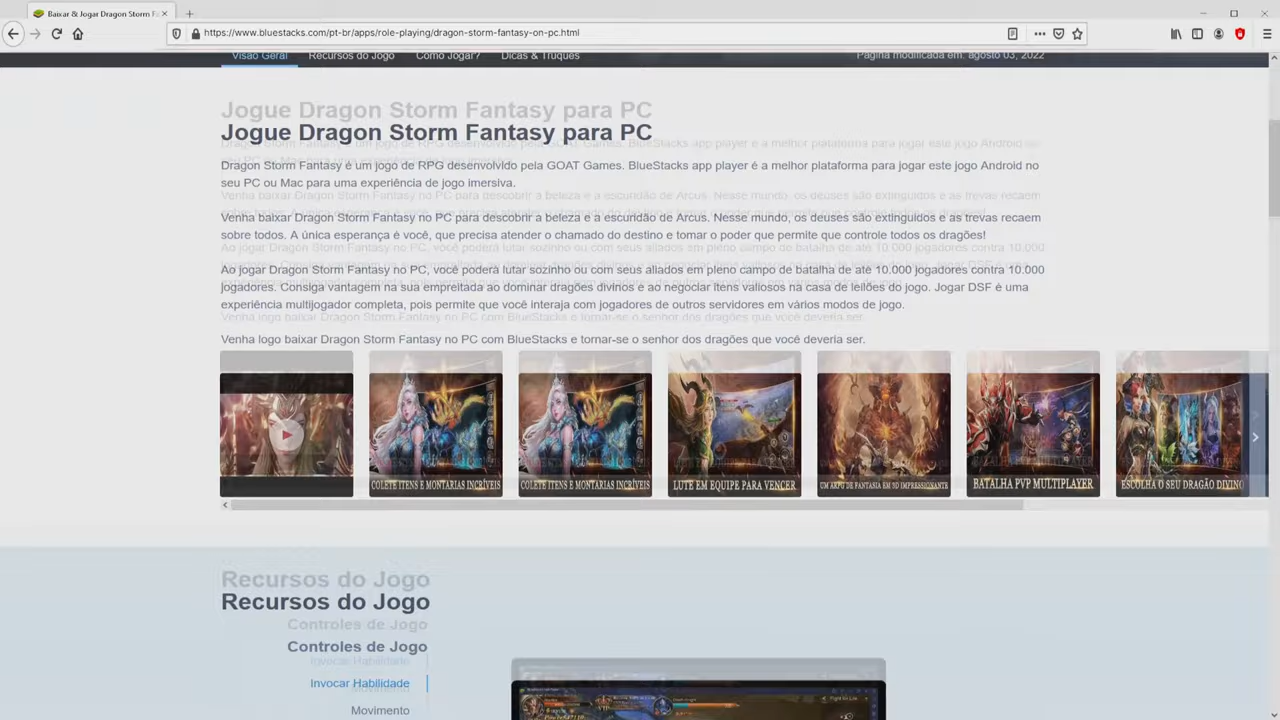 Baixar & Jogar Dragon Storm F
https://www.bluestacks.com/pt-br/apps/role-playing/dragon-storm-fantasy-on-pc.html
Visão Geral Recursos do Jogo Como Jogar? Dicas & Truques Página modificada em: agosto 03, 2022
Jogue Dragon Storm Fantasy para PC
Dragon Storm Fantasy é um jogo de RPG desenvolvido pela GOAT Games. BlueStacks app player é a melhor plataforma para jogar este jogo Android no
seu PC ou Mac para uma experiência de jogo imersiva.
Venha baixar Dragon Storm Fantasy no PC para descobrir a beleza e a escuridão de Arcus. Nesse mundo, os deuses são extinguidos e as trevas recaem
sobre todos. A única esperança é você, que precisa atender o chamado do destino e tomar o poder que permite que controle todos os dragões!
Ao jogar Dragon Storm Fantasy no PC, você poderá lutar sozinho ou com seus aliados em pleno campo de batalha de até 10.000 jogadores contra 10.000
jogadores. Consiga vantagem na sua empreitada ao dominar dragões divinos e ao negociar itens valiosos na casa de leilões do jogo. Jogar DSF é uma
experiência multijogador completa, pois permite que você interaja com jogadores de outros servidores em vários modos de jogo.
Venha logo baixar Dragon Storm Fantasy no PC com BlueStacks e tornar-se o senhor dos dragões que você deveria ser.
COLETE ITENS E MONTARIAS INCRÍVEIS
COLETE ITENS E MONTARIAS INCRÍVEIS
LUTE EM EQUIPE PARA VENCER
UM ARPG DE FANTASIA EM 3D IMPRESSIONANTE
BATALHA PVP MULTIPLAYER
ESCOLHA O SEU DRAGÃO DIVINO
Recursos do Jogo
Controles de Jogo
Invocar Habilidade
Movimento